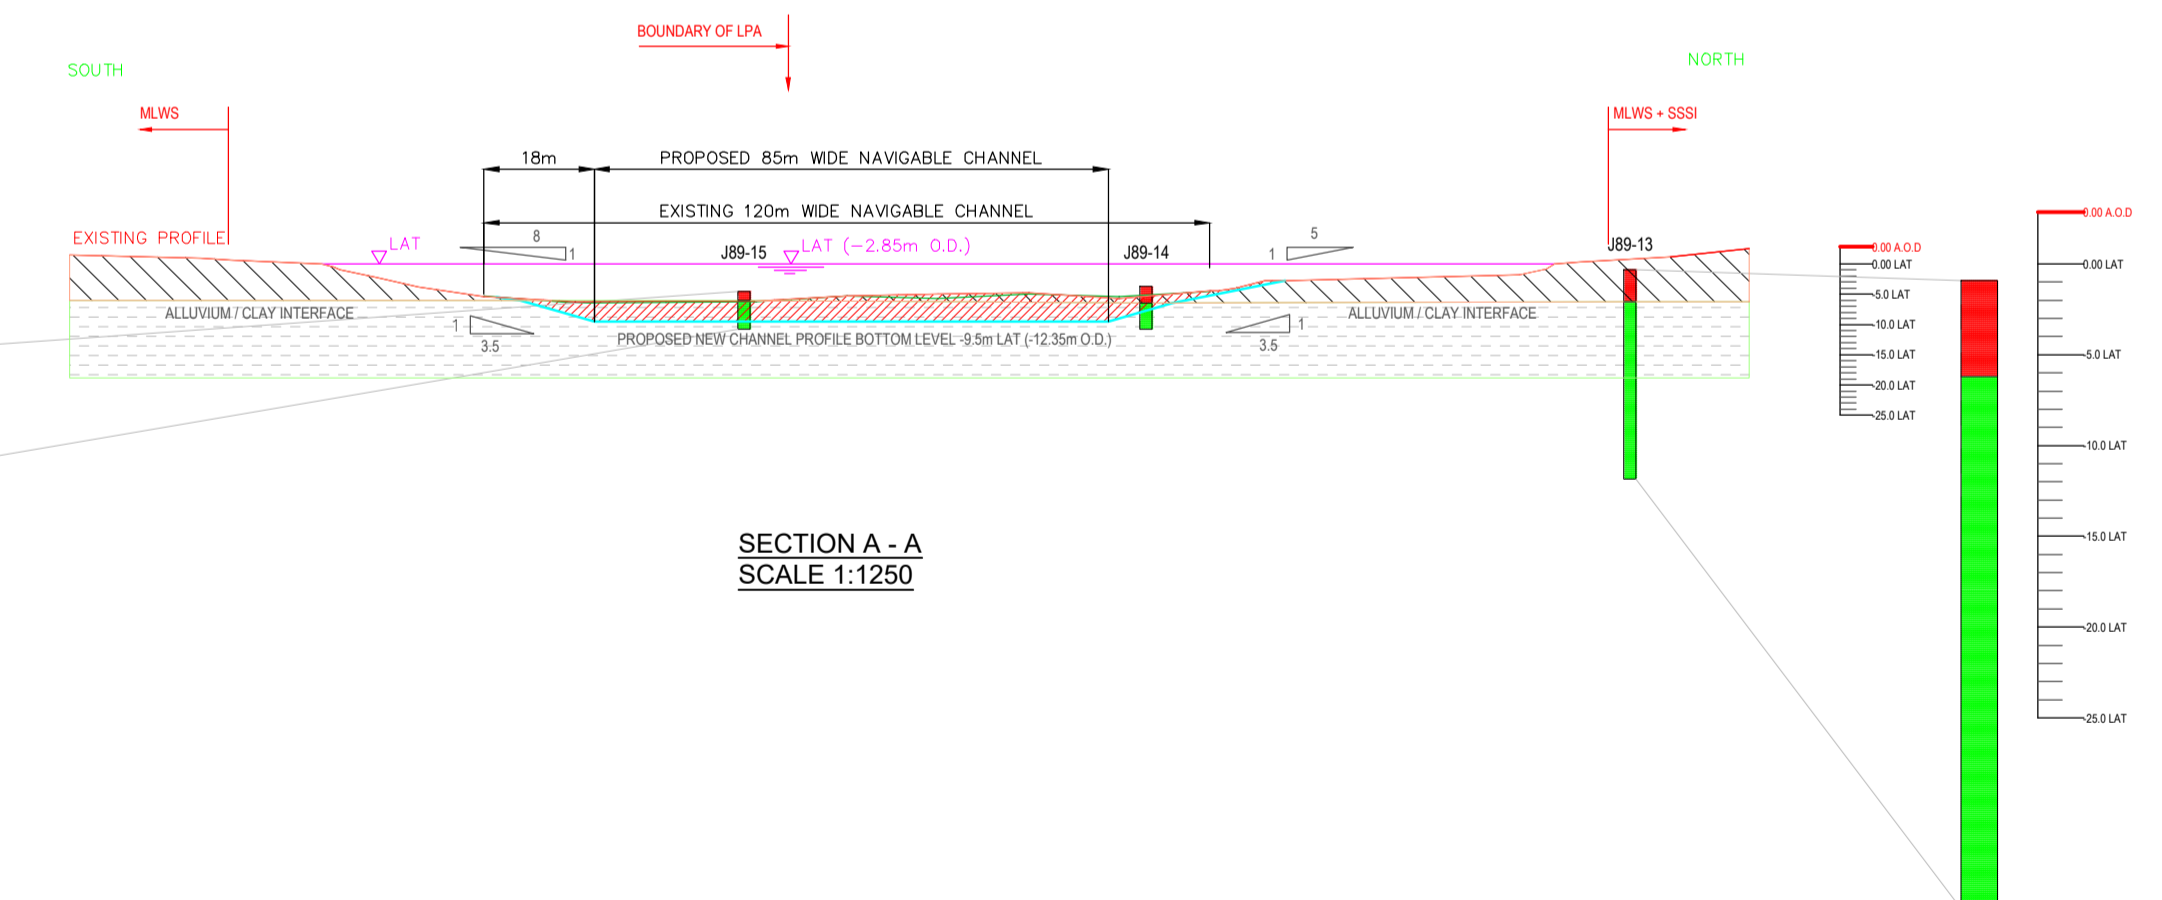 BOUNDARY OF LPA
SOUTH
NORTH
MLWS
MLWS + SSSI
18m
PROPOSED 85m WIDE NAVIGABLE CHANNEL
EXISTING 120m WIDE NAVIGABLE CHANNEL
EXISTING PROFILE
LAT
8
1
J89-15
LAT (-2.85m O.D.)
J89-14
1
5
J89-13
ALLUVIUM / CLAY INTERFACE
ALLUVIUM / CLAY INTERFACE
1
3.5
PROPOSED NEW CHANNEL PROFILE BOTTOM LEVEL -9.5m LAT (-12.35m O.D.)
1
3.5
0.00 A.O.D
0.00 LAT
-5.0 LAT
-10.0 LAT
-15.0 LAT
-20.0 LAT
-25.0 LAT
0.00 A.O.D
0.00 LAT
-5.0 LAT
-10.0 LAT
-15.0 LAT
-20.0 LAT
-25.0 LAT
SECTION A - A
SCALE 1:1250